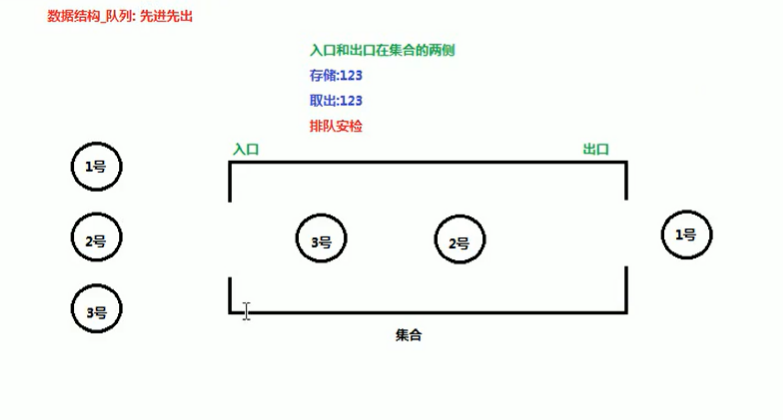 数据结构_队列: 先进先出
入口和出口在集合的两侧
存储:123
取出:123
排队安检
入口
出口
1号
2号
3号
3号
2号
1号
集合